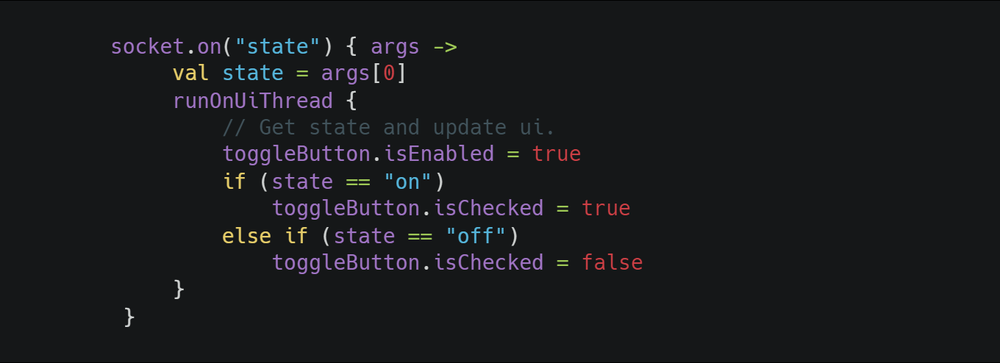 socket.on("state") { args ->
     val state = args[0]
     runOnUiThread {
         // Get state and update ui.
         toggleButton.isEnabled = true
         if (state == "on")
             toggleButton.isChecked = true
         else if (state == "off")
             toggleButton.isChecked = false
     }
 }